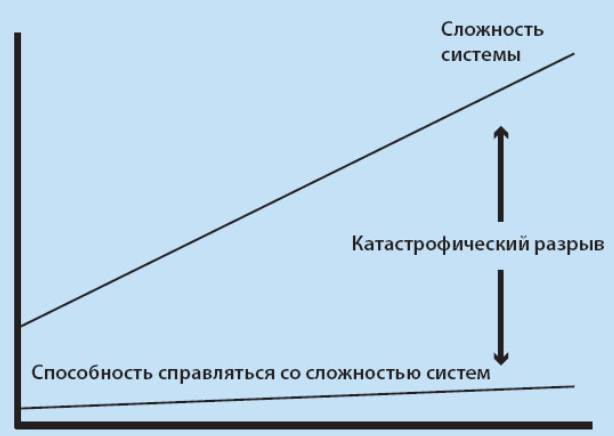 Сложность
системы
Катастрофический разрыв
Способность справляться со сложностью систем